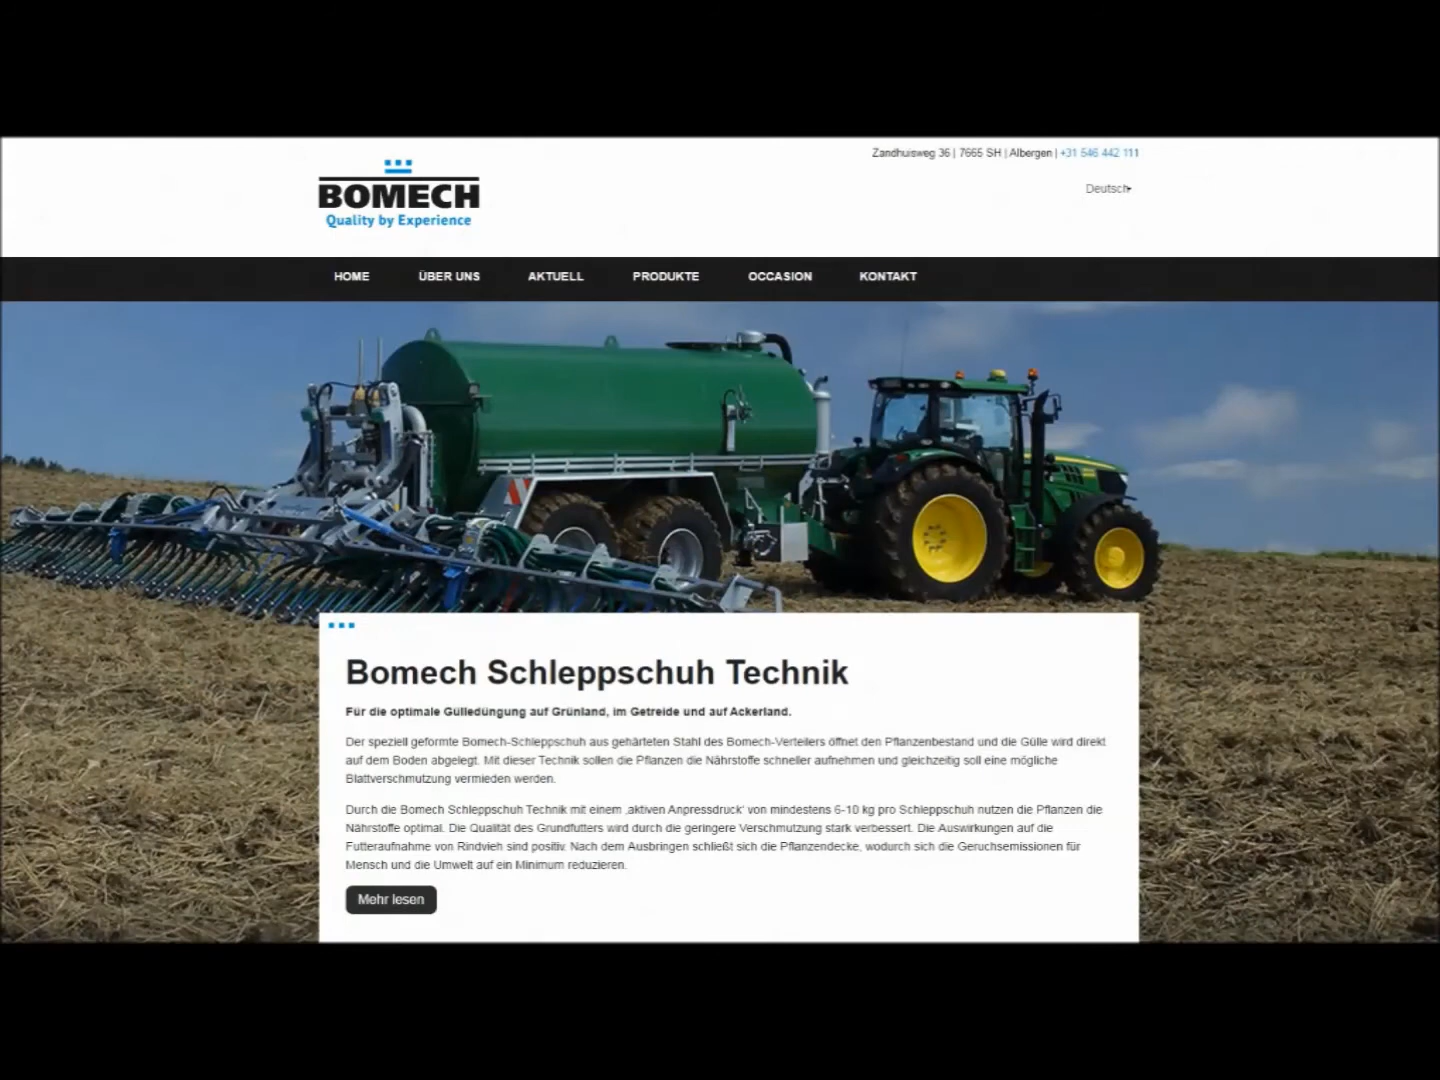 Zandhuisweg 36 | 7665 SH | Albergen | +31 546 442 111
BOMECH
Quality by Experience
Deutsch
HOME ÜBER UNS AKTUELL PRODUKTE OCCASION KONTAKT
Bomech Schleppschuh Technik
Für die optimale Gülledüngung auf Grünland, im Getreide und auf Ackerland.
Der speziell geformte Bomech-Schleppschuh aus gehärteten Stahl des Bomech-Verteilers öffnet den Pflanzenbestand und die Gülle wird direkt
auf dem Boden abgelegt. Mit dieser Technik sollen die Pflanzen die Nährstoffe schneller aufnehmen und gleichzeitig soll eine mögliche
Blattverschmutzung vermieden werden.
Durch die Bomech Schleppschuh Technik mit einem ‚aktiven Anpressdruck' von mindestens 6-10 kg pro Schleppschuh nutzen die Pflanzen die
Nährstoffe optimal. Die Qualität des Grundfutters wird durch die geringere Verschmutzung stark verbessert. Die Auswirkungen auf die
Futteraufnahme von Rindvieh sind positiv. Nach dem Ausbringen schließt sich die Pflanzendecke, wodurch sich die Geruchsemissionen für
Mensch und die Umwelt auf ein Minimum reduzieren.
Mehr lesen